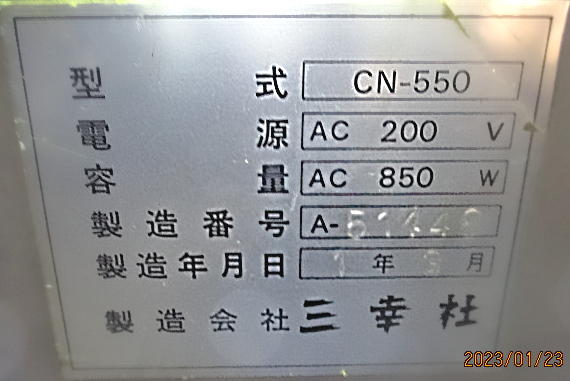 型式 CN-550
電源 AC 200 V
容量 AC 850 W
製造番号 A-
製造年月日 年 月
製造会社 三幸社
2023/01/23